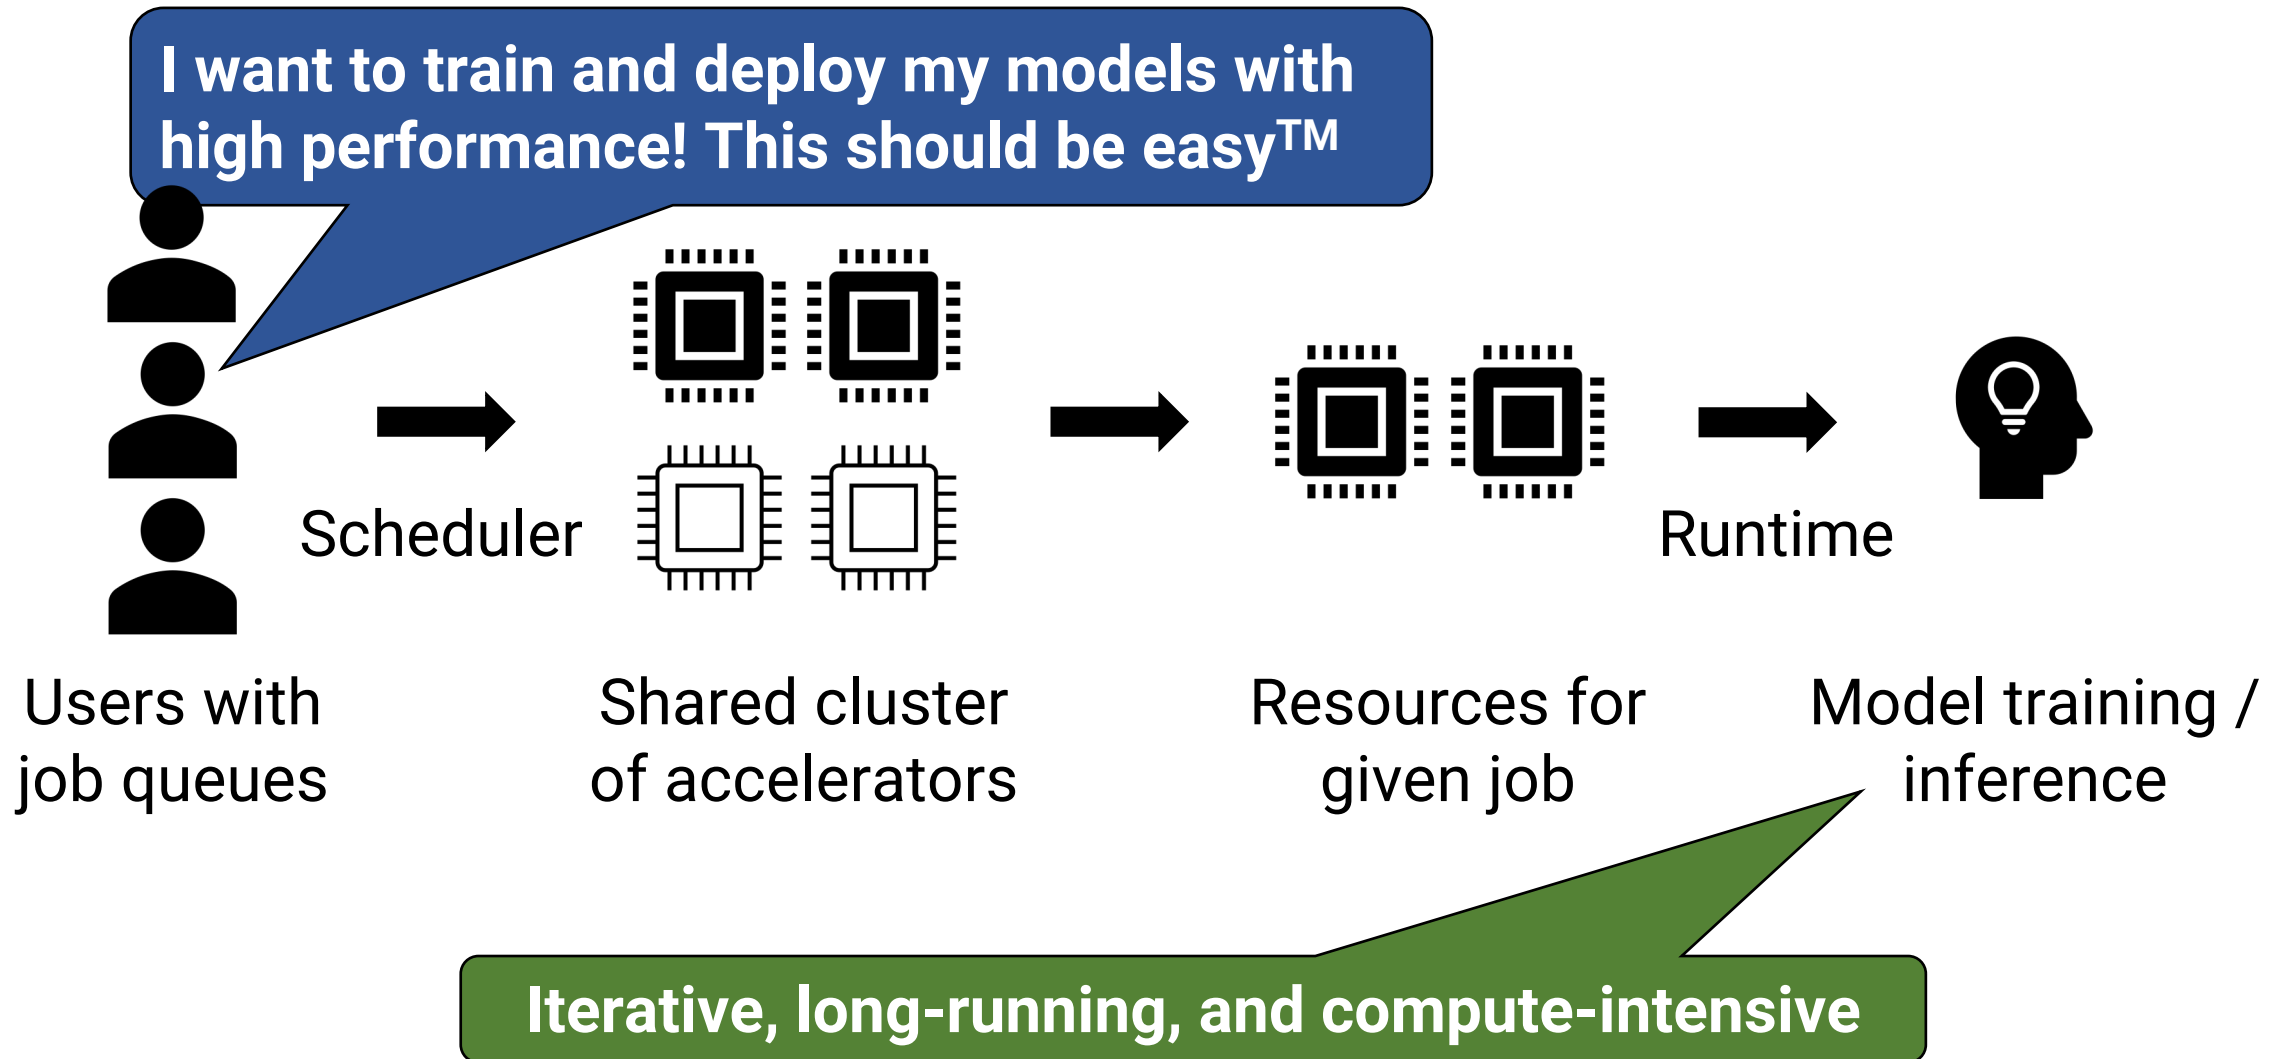 I want to train and deploy my models with
high performance! This should be easy™
Scheduler
Runtime
Users with
job queues
Shared cluster
of accelerators
Resources for
given job
Model training /
inference
Iterative, long-running, and compute-intensive